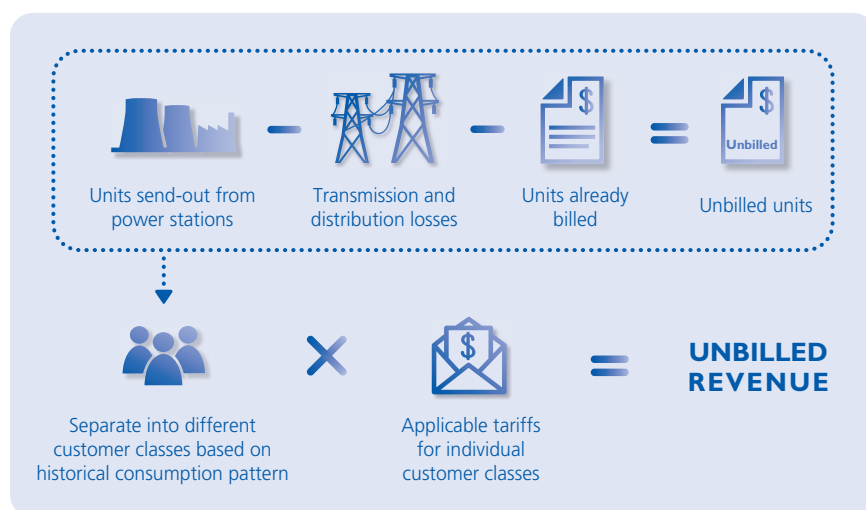 $
$
Unbilled
Units send-out from
power stations
Transmission and
distribution losses
Units already
billed
Unbilled units
$
UNBILLED
REVENUE
Separate into different
customer classes based on
historical consumption pattern
Applicable tariffs
for individual
customer classes